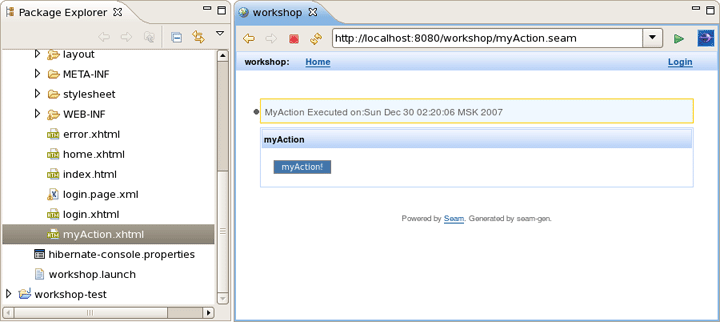 Package Explorer
layout
META-INF
stylesheet
WEB-INF
error.xhtml
home.xhtml
index.html
login.page.xml
login.xhtml
myAction.xhtml
hibernate-console.properties
workshop.launch
workshop-test
workshop
http://localhost:8080/workshop/myAction.seam
workshop: Home Login
MyAction Executed on:Sun Dec 30 02:20:06 MSK 2007
myAction
myAction!
Powered by Seam. Generated by seam-gen.